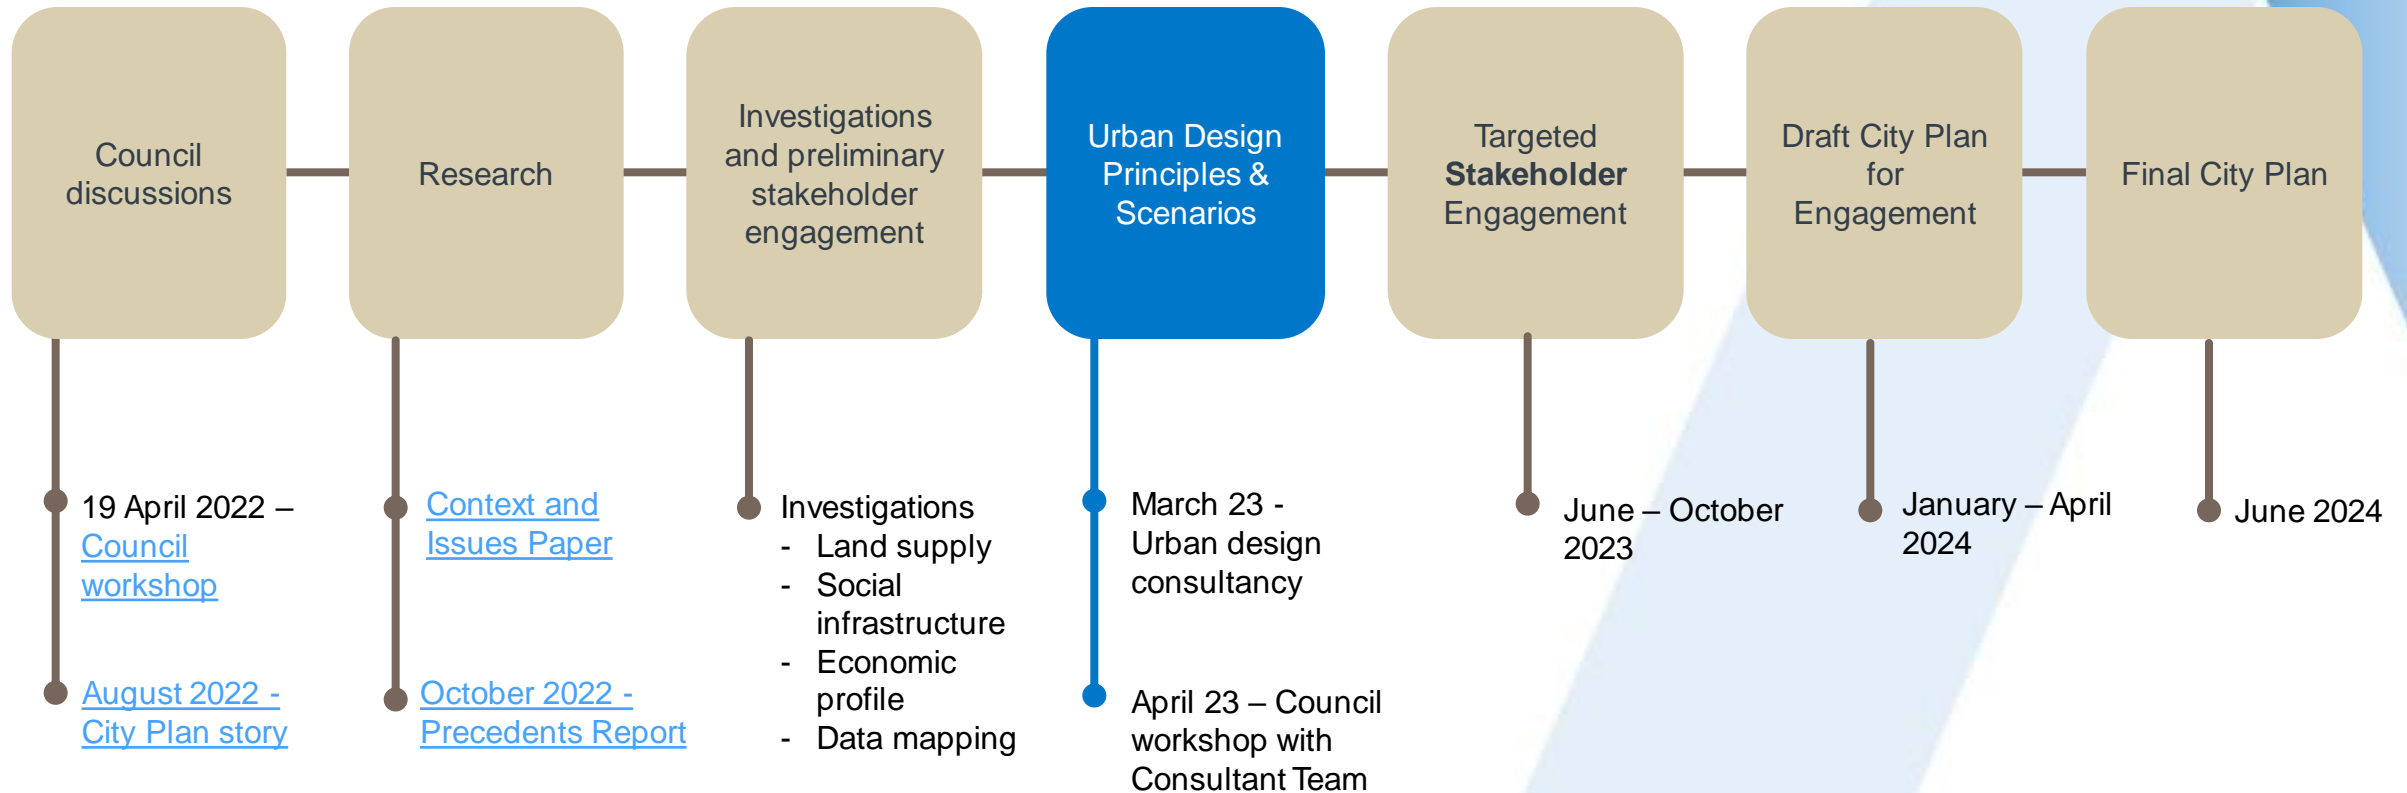 Council
discussions
Research
Investigations
and preliminary
stakeholder
engagement
Urban Design
Principles &
Scenarios
Targeted
Stakeholder
Engagement
Draft City Plan
for
Engagement
Final City Plan
19 April 2022 –
Council
workshop
August 2022 -
City Plan story
Context and
Issues Paper
October 2022 -
Precedents Report
Investigations
- Land supply
- Social
infrastructure
- Economic
profile
- Data mapping
March 23 -
Urban design
consultancy
April 23 – Council
workshop with
Consultant Team
June – October
2023
January – April
2024
June 2024